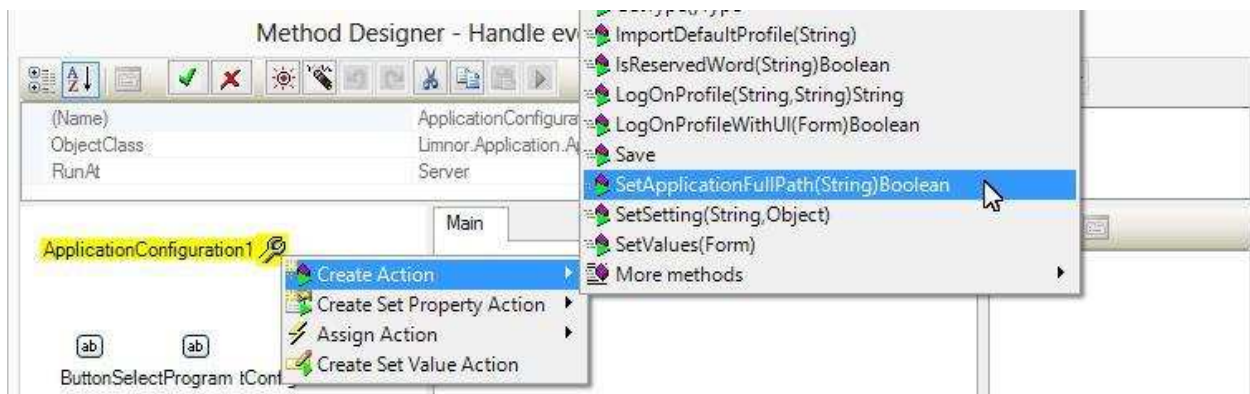 Method Designer - Handle ev
ImportDefaultProfile(String)
IsReservedWord(String)Boolean
LogOnProfile(String,String)String
LogOnProfileWithUI(Form)Boolean
Save
SetApplicationFullPath(String)Boolean
SetSetting(String,Object)
SetValues(Form)
More methods
(Name) ApplicationConfigura
ObjectClass Limnor.Application.A
RunAt Server
Main
ApplicationConfiguration1
Create Action
Create Set Property Action
Assign Action
Create Set Value Action
ab ab
ButtonSelectProgram tConfig